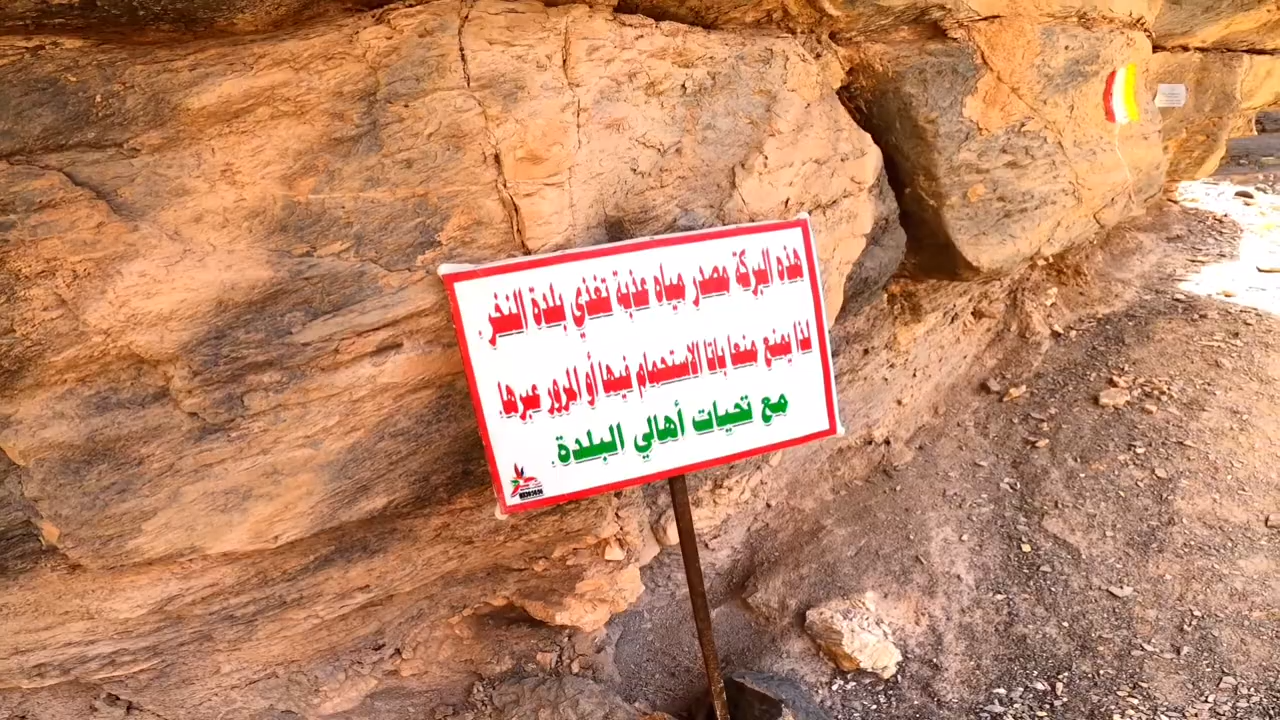 هذه البركة مصدر مياه عذبة تغذي بلدة النخر.
لذا يمنع منعا باتا الاستحمام فيها أو المرور عبرها.
مع تحيات أهالي البلدة.